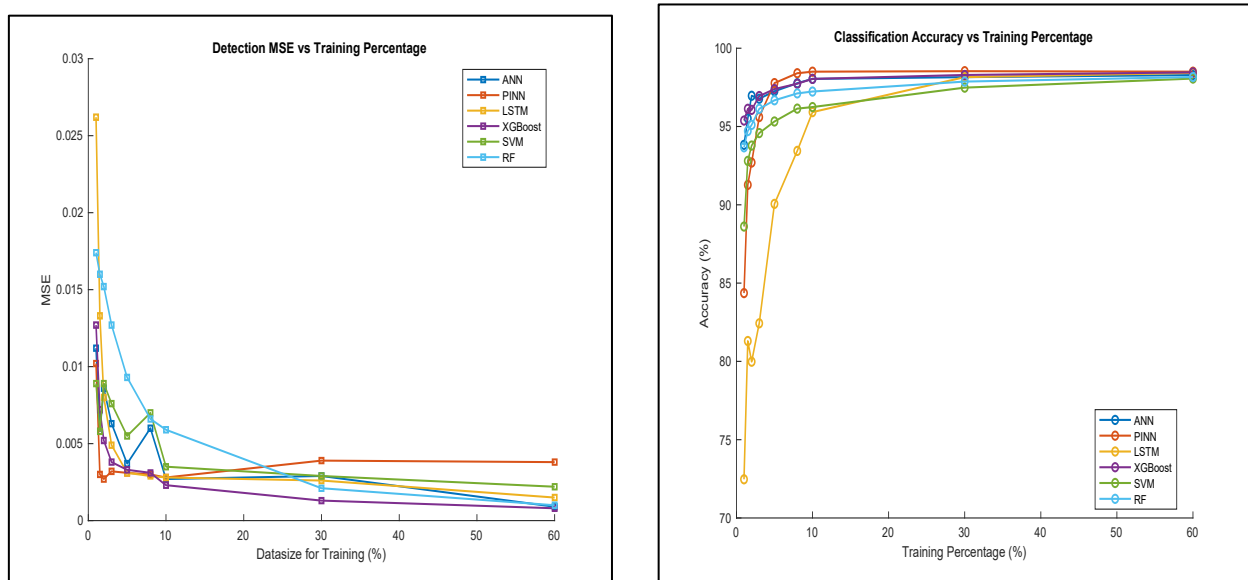 Detection MSE vs Training Percentage
0.03
0.025
0.02
0.015
0.01
0.005
0
MSE
ANN
PINN
LSTM
XGBoost
SVM
RF
0 10 20 30 40 50 60
Datasize for Training (%)
Classification Accuracy vs Training Percentage
100
95
90
85
80
75
70
Accuracy (%)
ANN
PINN
LSTM
XGBoost
SVM
RF
0 10 20 30 40 50 60
Training Percentage (%)